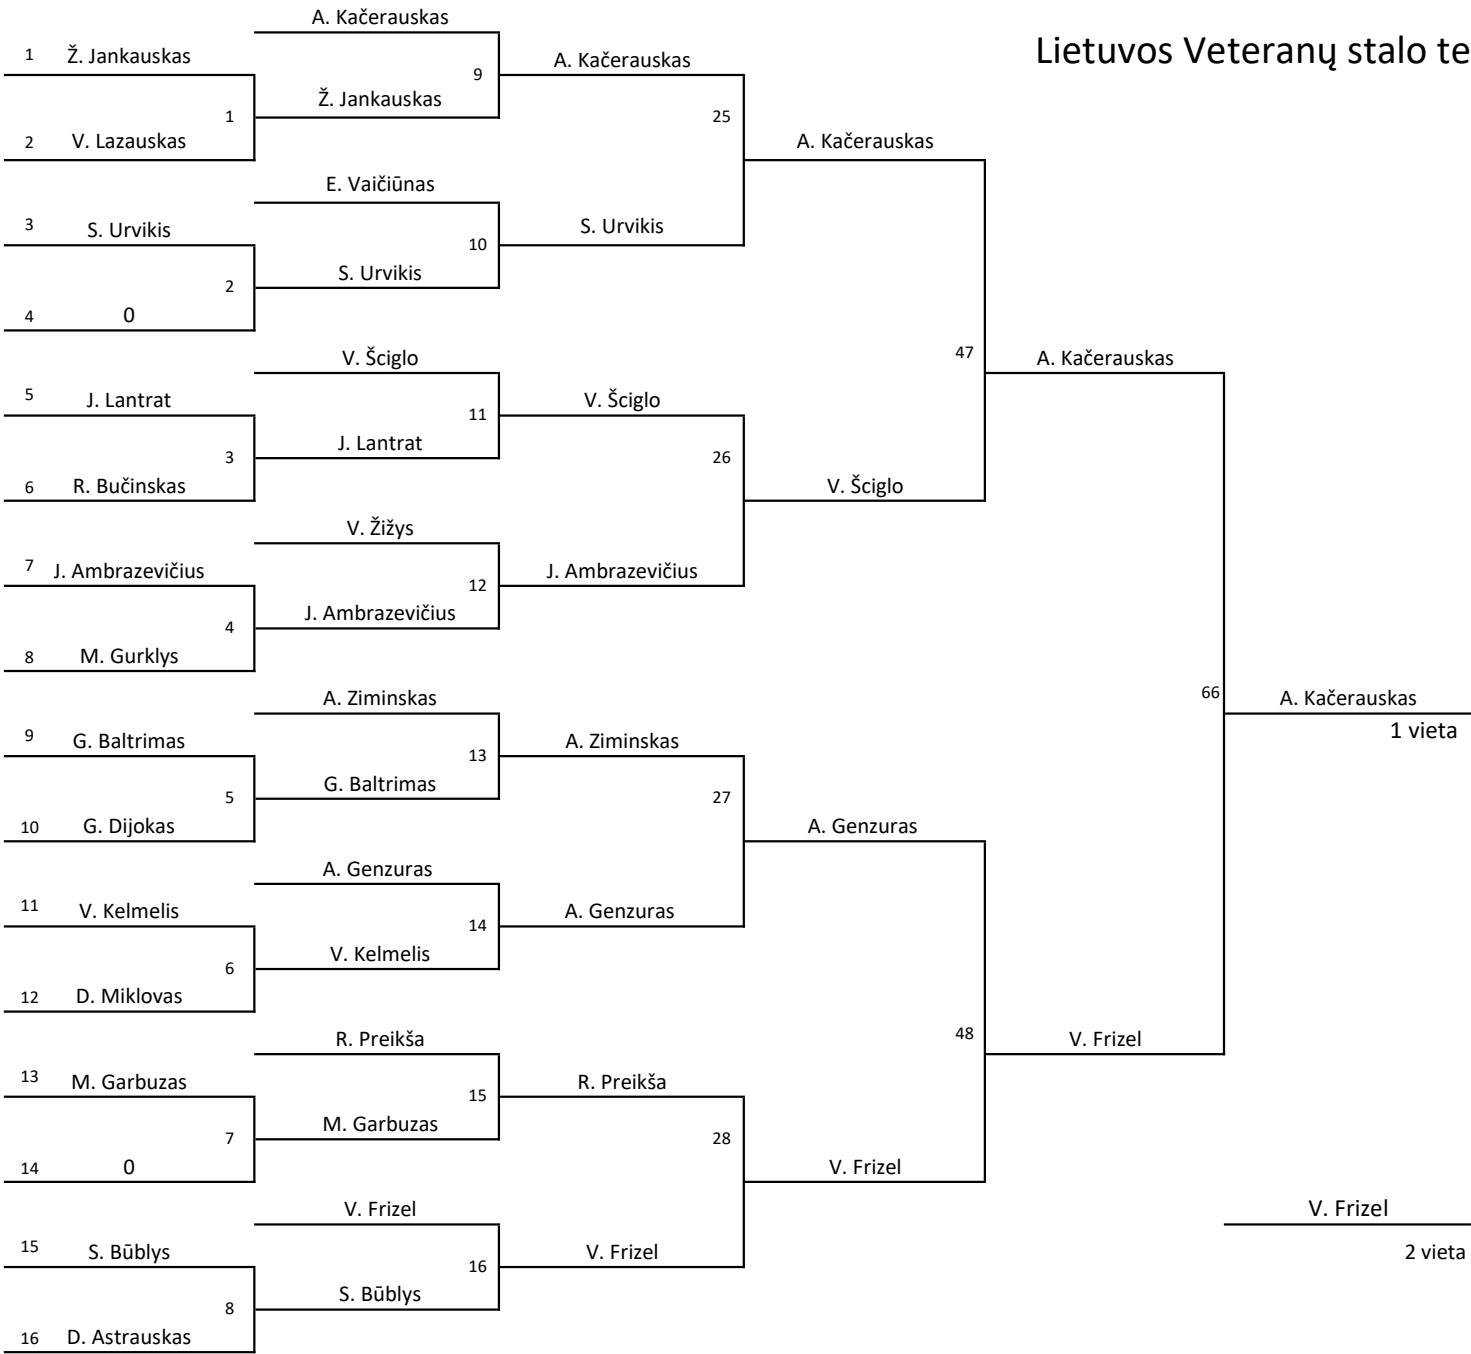 A. Kačerauskas
Lietuvos Veteranų stalo te
1 Ž. Jankauskas
9
A. Kačerauskas
Ž. Jankauskas
1
25
2 V. Lazauskas
A. Kačerauskas
E. Vaičiūnas
3 S. Urvikis
S. Urvikis
10
S. Urvikis
2
4 0
V. Šciglo
47
A. Kačerauskas
5 J. Lantrat
V. Šciglo
11
J. Lantrat
3
26
6 R. Bučinskas
V. Šciglo
V. Žižys
7 J. Ambrazevičius
J. Ambrazevičius
12
J. Ambrazevičius
4
8 M. Gurklys
A. Ziminskas
66
A. Kačerauskas
1 vieta
9 G. Baltrimas
A. Ziminskas
13
G. Baltrimas
5
27
10 G. Dijokas
A. Genzuras
A. Genzuras
11 V. Kelmelis
A. Genzuras
14
V. Kelmelis
6
12 D. Miklovas
R. Preikša
48
V. Frizel
13 M. Garbuzas
R. Preikša
15
M. Garbuzas
7
28
14 0
V. Frizel
V. Frizel
V. Frizel
15 S. Būblys
V. Frizel
2 vieta
16
S. Būblys
8
16 D. Astrauskas